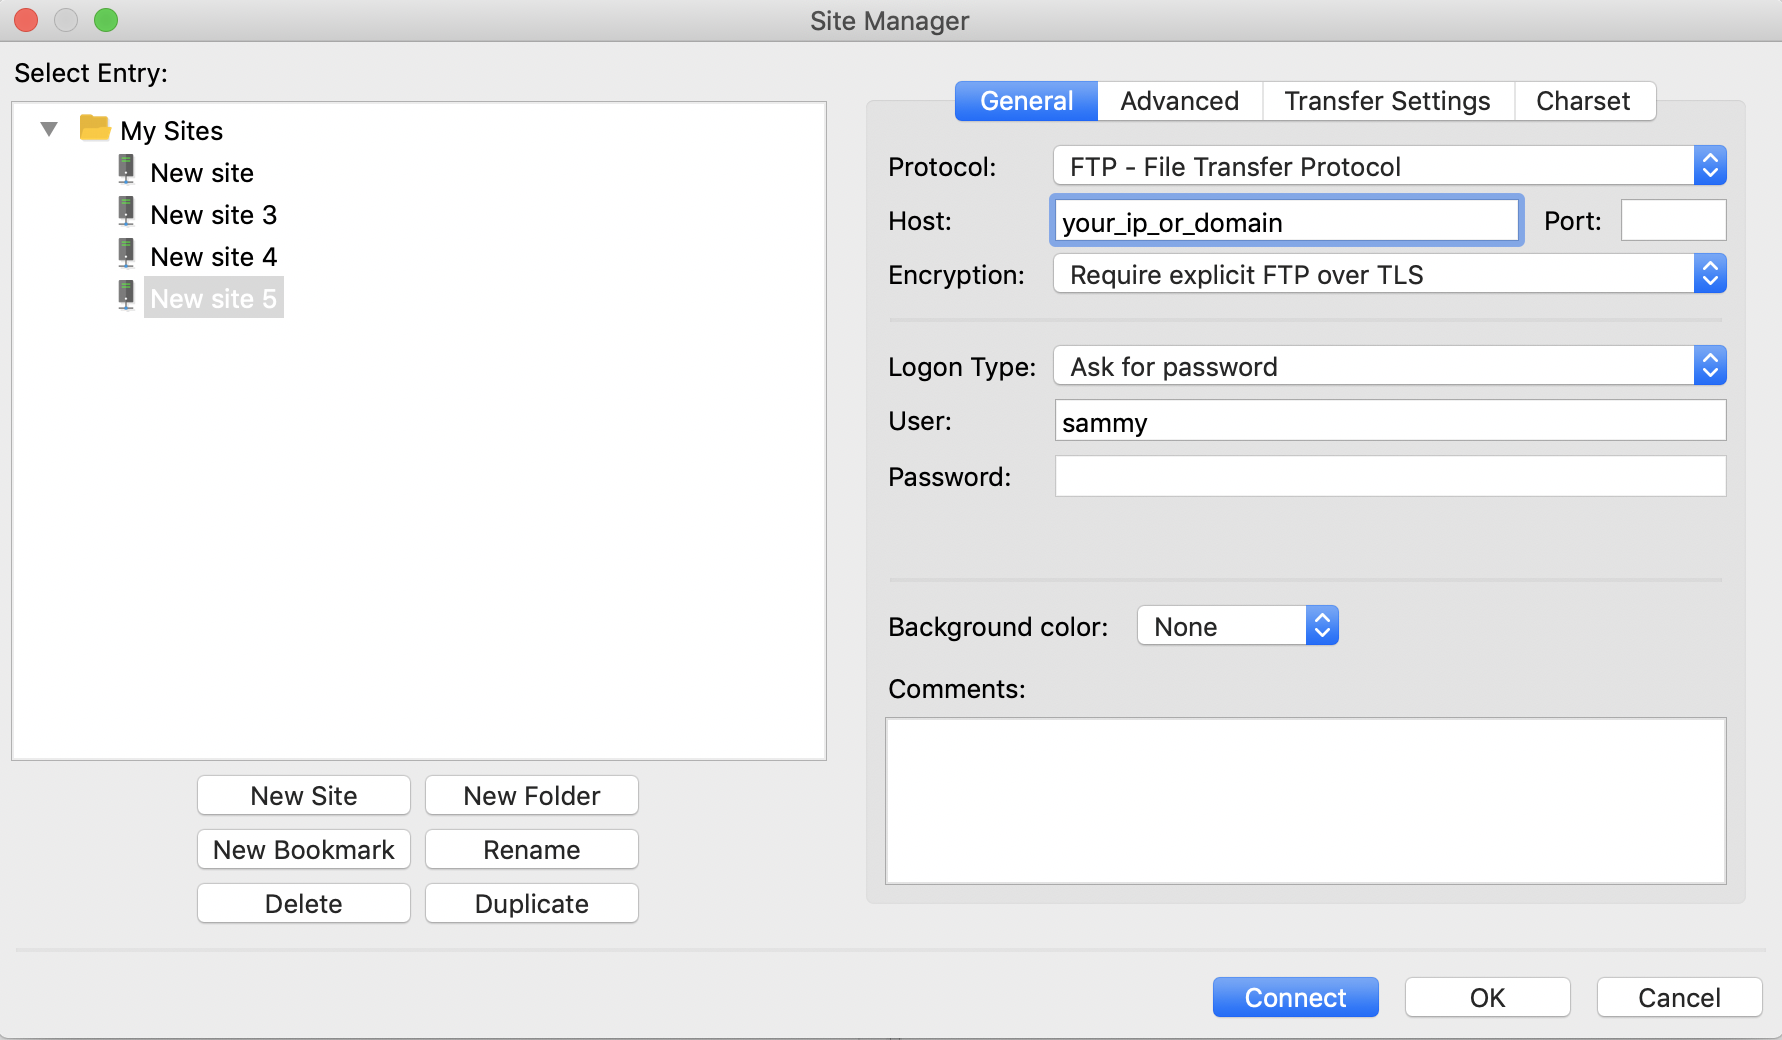 Site Manager
Select Entry:
My Sites
New site
New site 3
New site 4
New site 5
New Site New Folder
New Bookmark Rename
Delete Duplicate
General Advanced Transfer Settings Charset
Protocol: FTP - File Transfer Protocol
Host: your_ip_or_domain Port:
Encryption: Require explicit FTP over TLS
Logon Type: Ask for password
User: sammy
Password:
Background color: None
Comments:
Connect OK Cancel